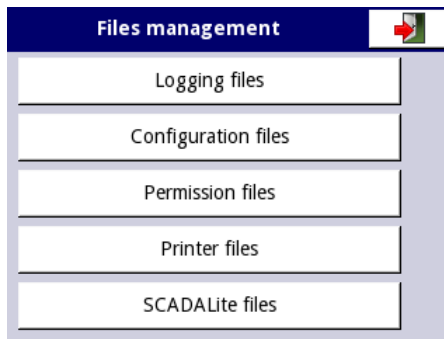 Files management
Logging files
Configuration files
Permission files
Printer files
SCADALite files